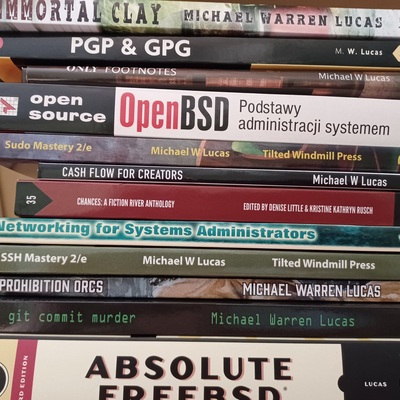 IMMORTAL CLAY MICHAEL WARREN LUCAS
PGP & GPG M. W. Lucas
ONLY FOOTNOTES Michael W Lucas
open source OpenBSD Podstawy administracji systemem
Sudo Mastery 2/e Michael W Lucas Tilted Windmill Press
CASH FLOW FOR CREATORS Michael W Lucas
35 CHANCES: A FICTION RIVER ANTHOLOGY EDITED BY DENISE LITTLE & KRISTINE KATHRYN RUSCH
Networking for Systems Administrators
SSH Mastery 2/e Michael W Lucas Tilted Windmill Press
PROHIBITION ORCS MICHAEL WARREN LUCAS
git commit murder Michael Warren Lucas
ABSOLUTE
FREEBSD®
RD EDITION
LUCAS